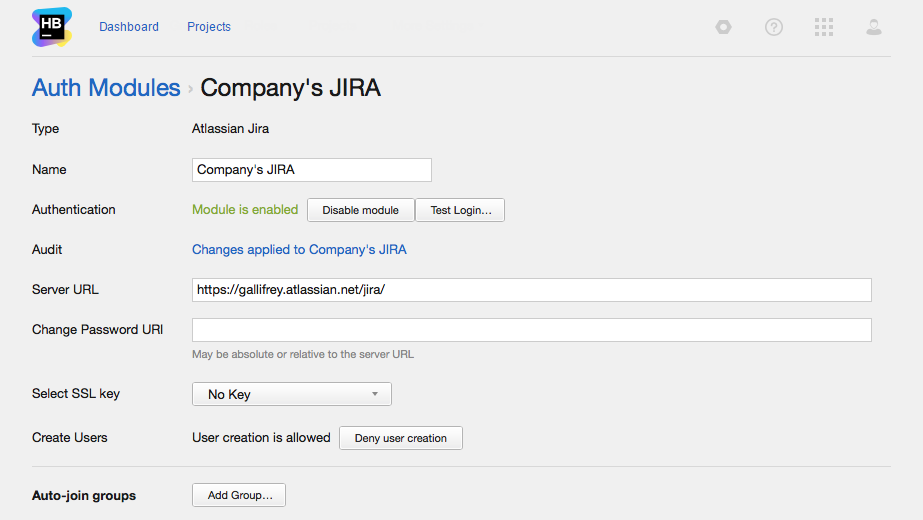 HB Dashboard Projects
Auth Modules › Company's JIRA
Type Atlassian Jira
Name Company's JIRA
Authentication Module is enabled Disable module Test Login...
Audit Changes applied to Company's JIRA
Server URL https://gallifrey.atlassian.net/jira/
Change Password URI
May be absolute or relative to the server URL
Select SSL key No Key
Create Users User creation is allowed Deny user creation
Auto-join groups Add Group...